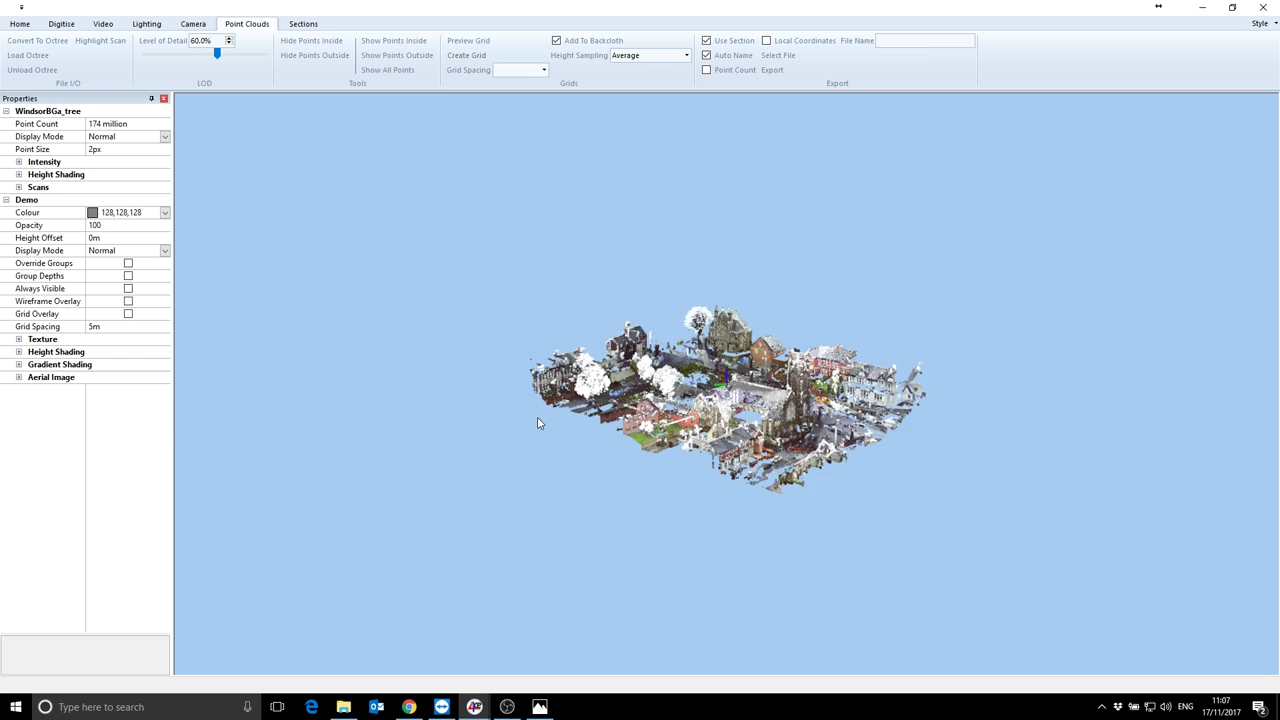 Home Digitise Video Lighting Camera Point Clouds Sections Style
Convert To Octree Highlight Scan Level of Detail 60.0% Hide Points Inside Show Points Inside Preview Grid Add To Backcloth Use Section Local Coordinates File Name
Load Octree Hide Points Outside Show Points Outside Create Grid Height Sampling Average Auto Name Select File
Unload Octree Show All Points Grid Spacing Point Count Export
File I/O LOD Tools Grids Export
Properties
WindsorBGa_tree
Point Count 174 million
Display Mode Normal
Point Size 2px
Intensity
Height Shading
Scans
Demo
Colour 128,128,128
Opacity 100
Height Offset 0m
Display Mode Normal
Override Groups
Group Depths
Always Visible
Wireframe Overlay
Grid Overlay
Grid Spacing 5m
Texture
Height Shading
Gradient Shading
Aerial Image
Type here to search
ENG
11:07
17/11/2017
2